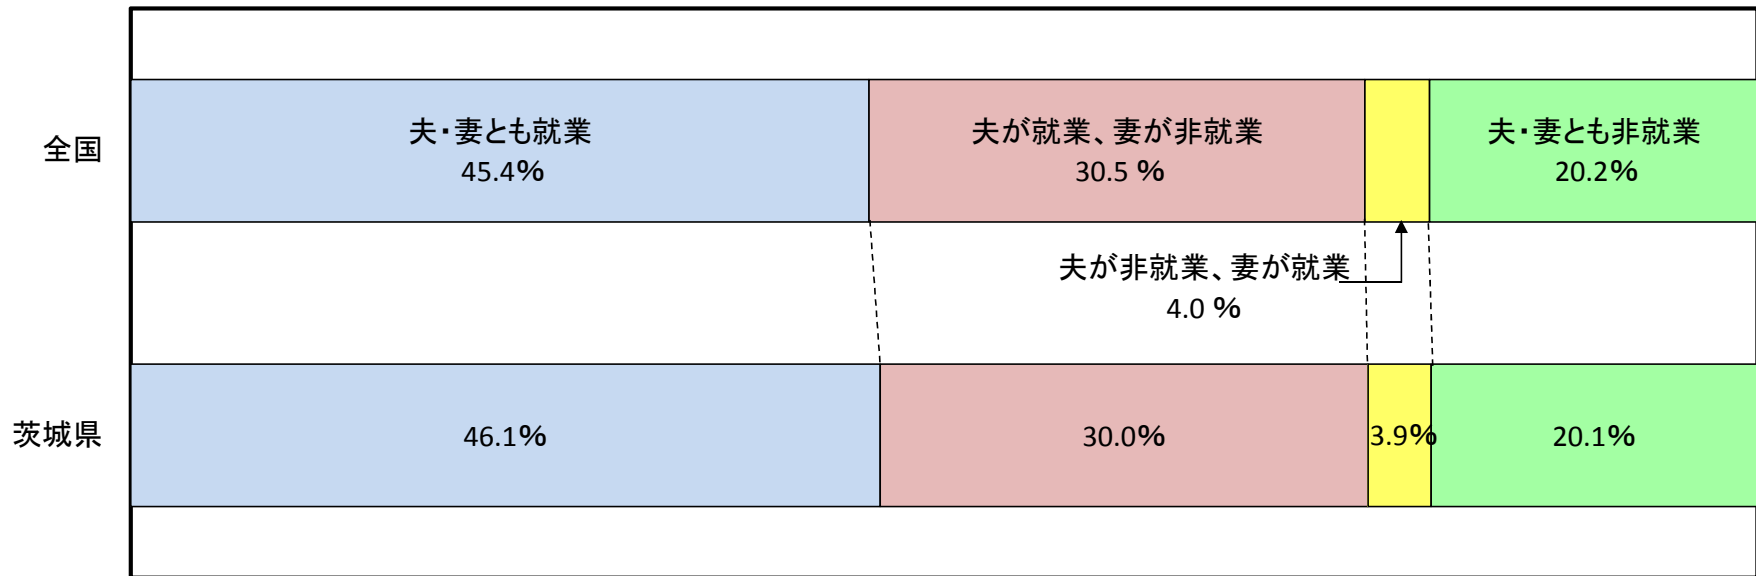 全国
夫・妻とも就業
45.4%
夫が就業、妻が非就業
30.5 %
夫・妻とも非就業
20.2%
夫が非就業、妻が就業
4.0 %
茨城県
46.1%
30.0%
3.9%
20.1%